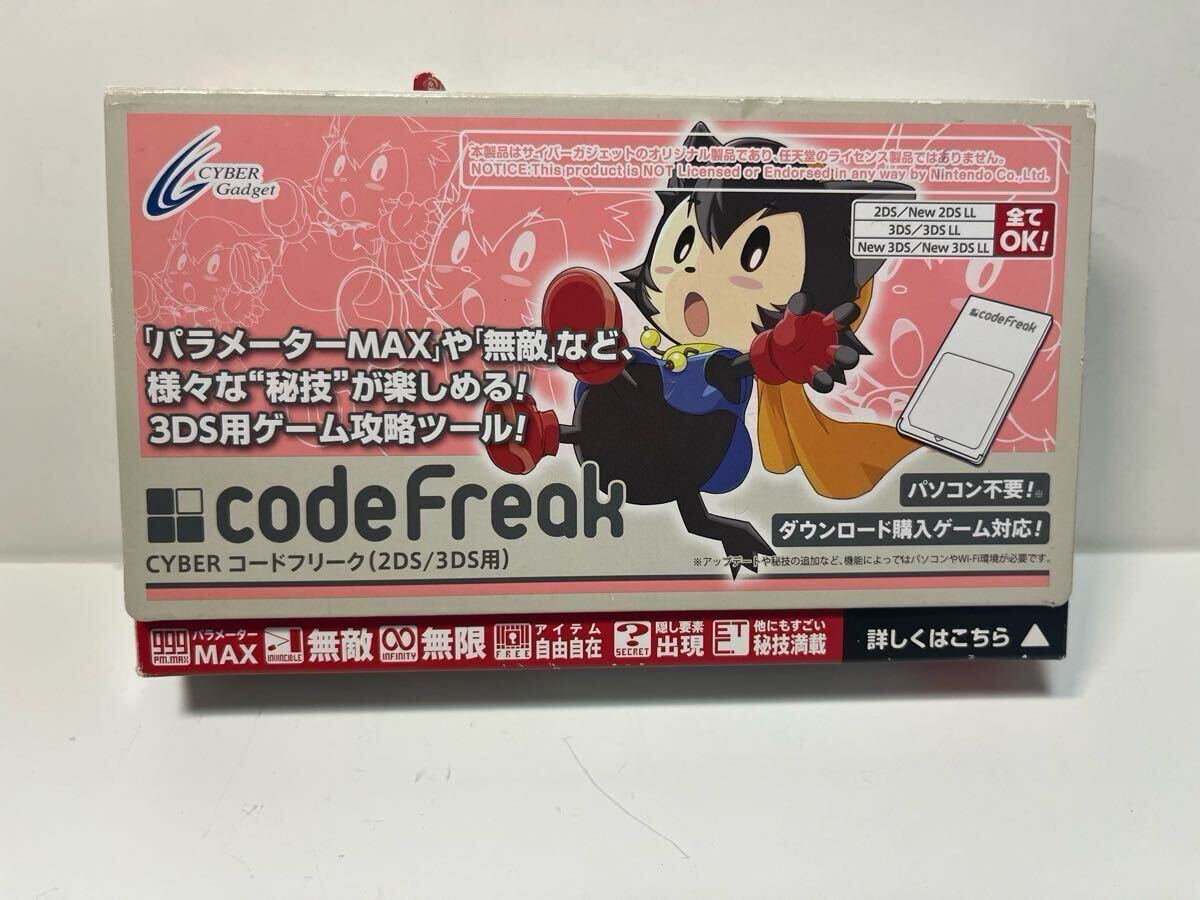 CYBER
Gadget
本製品はサイバーガジェットのオリジナル製品であり、任天堂のライセンス製品ではありません。
NOTICE:This product is NOT Licensed or Endorsed in any way by Nintendo Co.,Ltd.
2DS/New 2DS LL
3DS/3DS LL
New 3DS/New 3DS LL
全て
OK!
codeFreak
「パラメーターMAX」や「無敵」など、
様々な“秘技”が楽しめる!
3DS用ゲーム攻略ツール!
codeFreak
CYBER コードフリーク(2DS/3DS用)
パソコン不要!※
ダウンロード購入ゲーム対応!
※アップデートや秘技の追加など、機能によってはパソコンやWi-Fi環境が必要です。
999
PM.MAX
パラメーター
MAX
INVINCIBLE
無敵
INFINITY
無限
FREE
アイテム
自由自在
?
SECRET
隠し要素
出現
ET
他にもすごい
秘技満載
詳しくはこちら